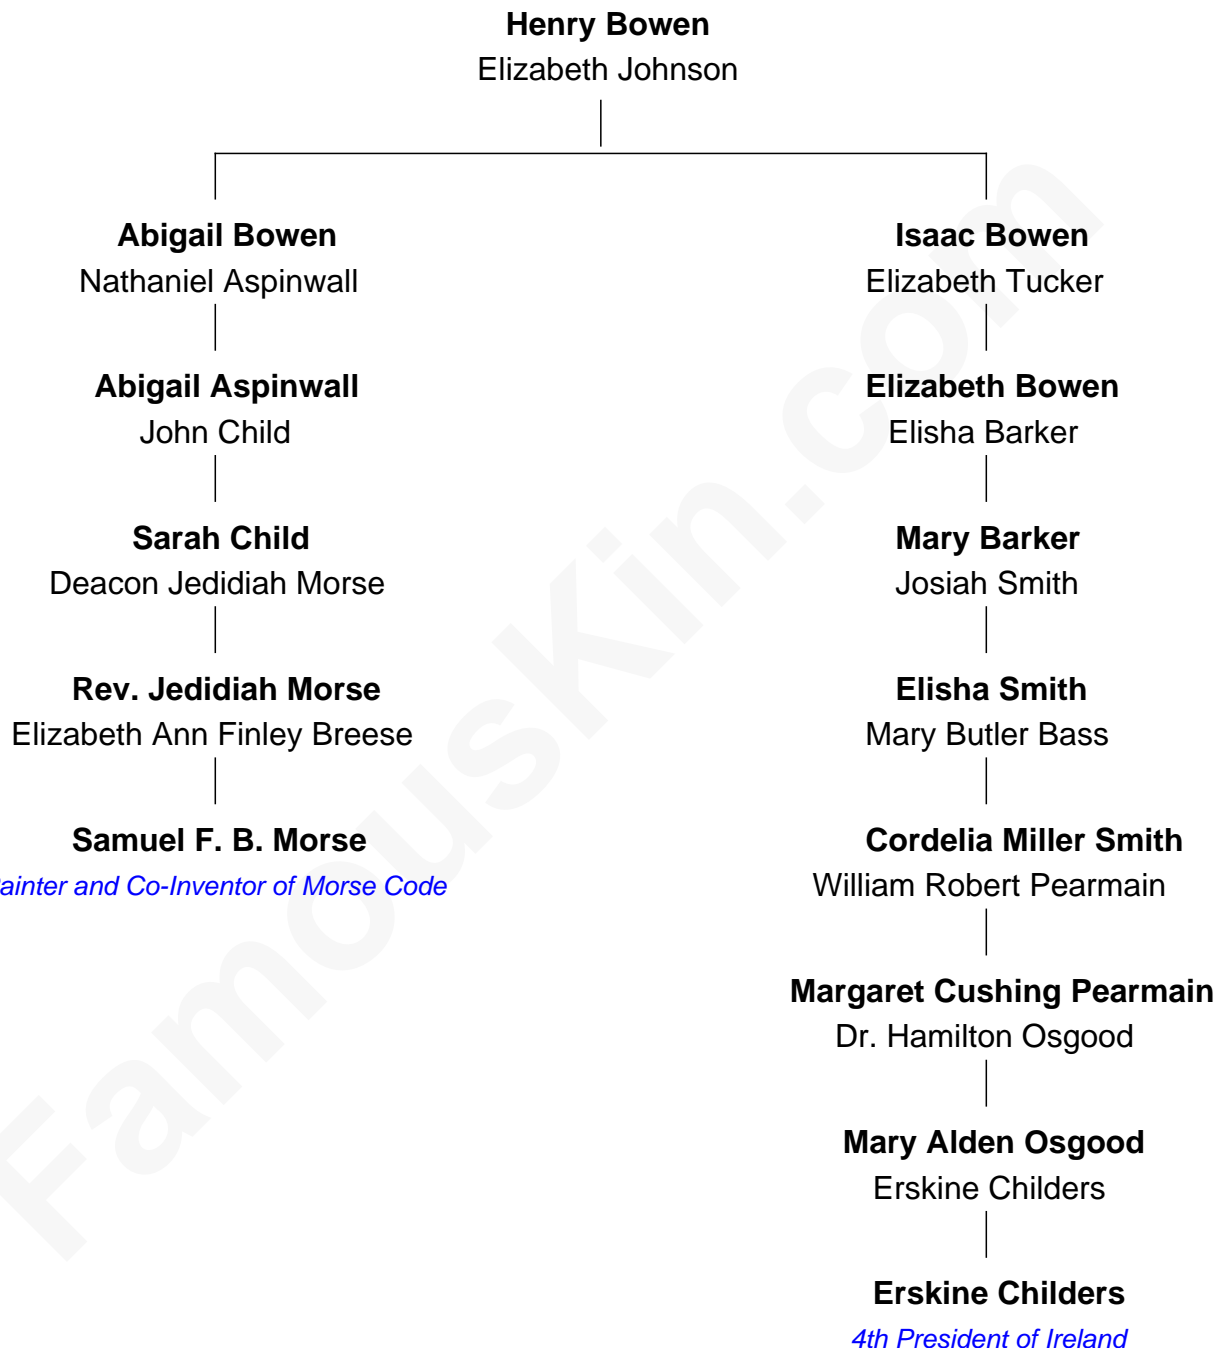 Henry Bowen
Elizabeth Johnson
Abigail Bowen
Nathaniel Aspinwall
Isaac Bowen
Elizabeth Tucker
Abigail Aspinwall
John Child
Elizabeth Bowen
Elisha Barker
Sarah Child
Deacon Jedidiah Morse
Mary Barker
Josiah Smith
Rev. Jedidiah Morse
Elizabeth Ann Finley Breese
Elisha Smith
Mary Butler Bass
Samuel F. B. Morse
ainter and Co-Inventor of Morse Code
Cordelia Miller Smith
William Robert Pearmain
Margaret Cushing Pearmain
Dr. Hamilton Osgood
Mary Alden Osgood
Erskine Childers
Erskine Childers
4th President of Ireland
FamousKin.com